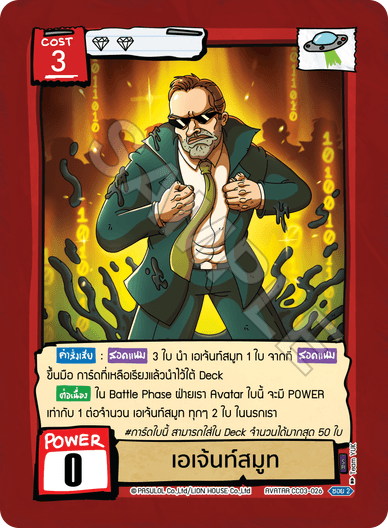 COST
3
SAMPLE
คำสั่งเสีย : สอดแนม 3 ใบ นำ เอเจ้นท์สมูท 1 ใบ จากที่ สอดแนม
ขึ้นมือ การ์ดที่เหลือเรียงแล้วนำไว้ใต้ Deck
ต่อเนื่อง ใน Battle Phase ฝ่ายเรา Avatar ใบนี้ จะมี POWER
เท่ากับ 1 ต่อจำนวน เอเจ้นท์สมูท ทุกๆ 2 ใบ ในนรกเรา
#การ์ดใบนี้ สามารถใส่ใน Deck จำนวนได้มากสุด 50 ใบ
POWER
0
เอเจ้นท์สมูท
Team YUK
© PASULOL Co.,Ltd/LION HOUSE Co.,Ltd AVATAR CC03-026